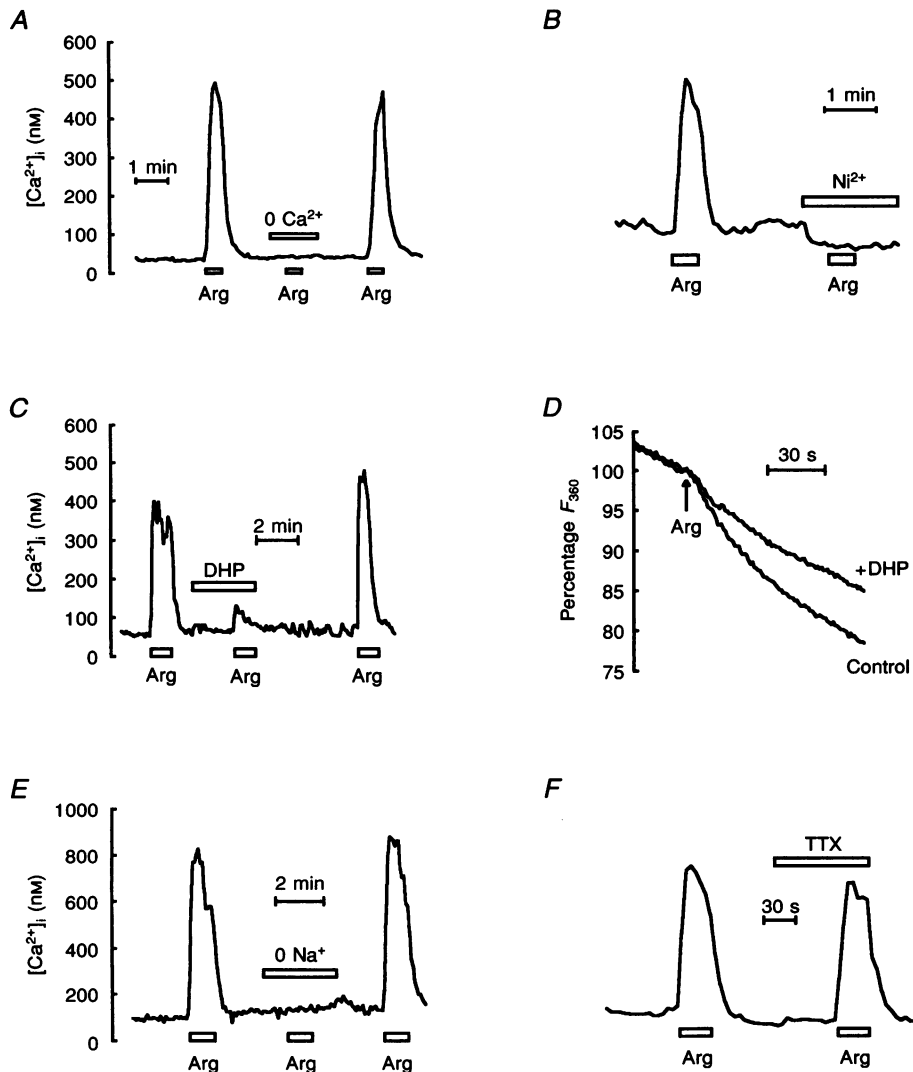 A
[Ca²⁺]ᵢ (nM)
600
500
400
300
200
100
0
1 min
0 Ca²⁺
Arg
Arg
Arg
B
1 min
Ni²⁺
Arg
Arg
C
[Ca²⁺]ᵢ (nM)
600
500
400
300
200
100
0
2 min
DHP
Arg
Arg
Arg
D
Percentage F₃₆₀
105
100
95
90
85
80
75
30 s
Arg
+DHP
Control
E
[Ca²⁺]ᵢ (nM)
1000
800
600
400
200
0
2 min
0 Na⁺
Arg
Arg
Arg
F
TTX
30 s
Arg
Arg